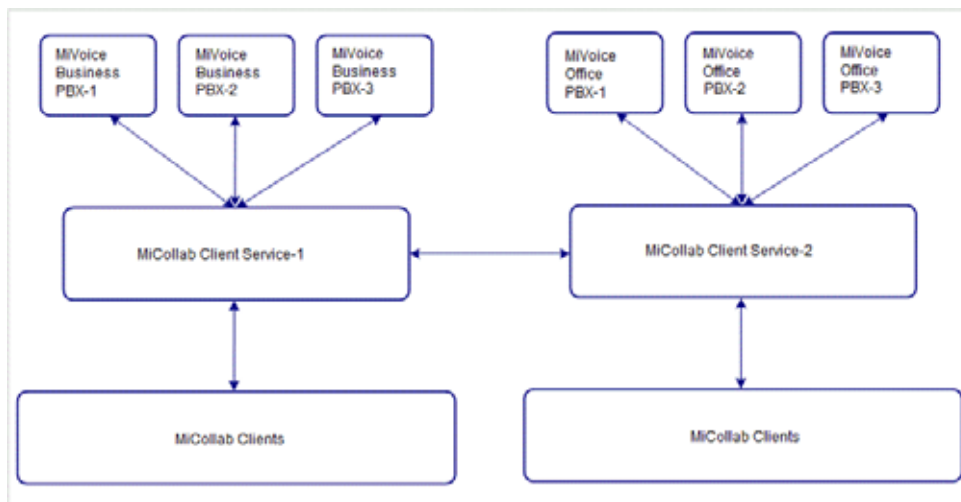 MiVoice
Business
PBX-1
MiVoice
Business
PBX-2
MiVoice
Business
PBX-3
MiVoice
Office
PBX-1
MiVoice
Office
PBX-2
MiVoice
Office
PBX-3
MiCollab Client Service-1
MiCollab Client Service-2
MiCollab Clients
MiCollab Clients